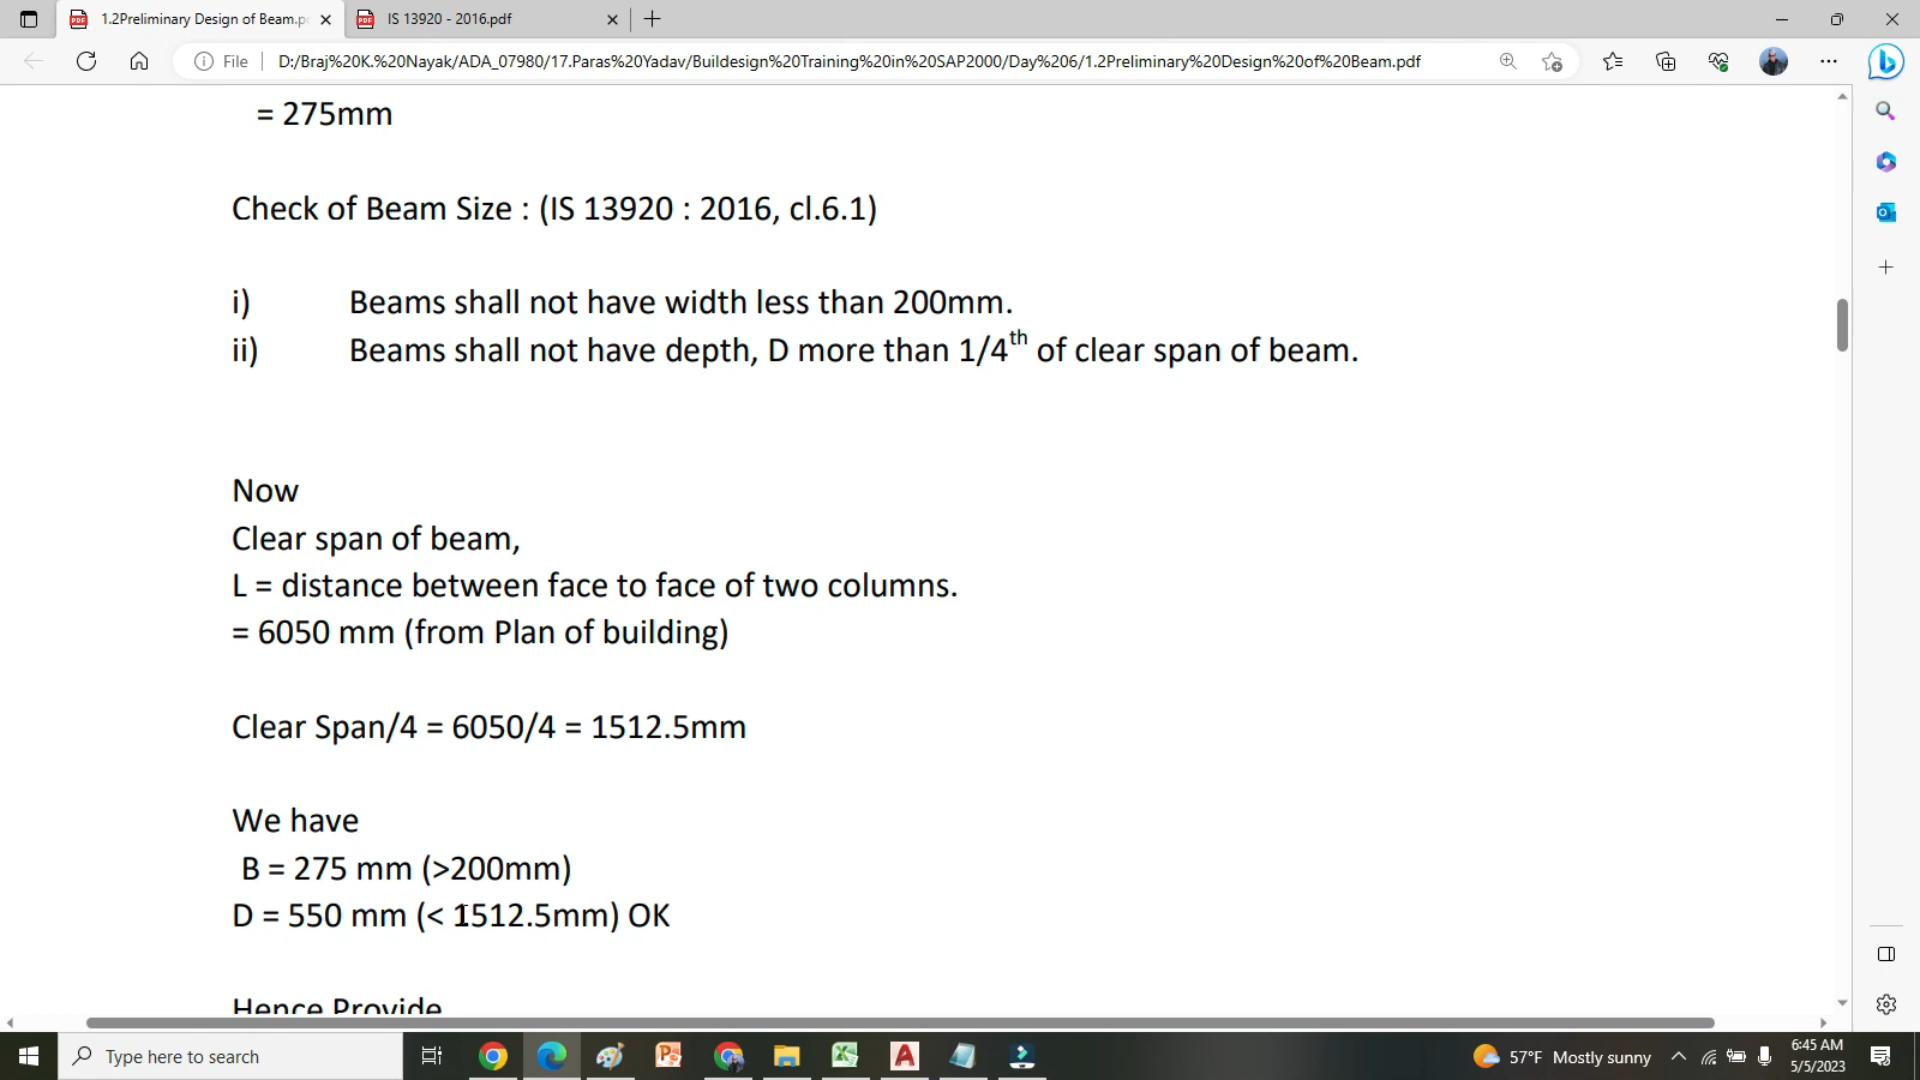 1.2Preliminary Design of Beam.p
IS 13920 - 2016.pdf
File
D:/Braj%20K.%20Nayak/ADA_07980/17.Paras%20Yadav/Buildesign%20Training%20in%20SAP2000/Day%206/1.2Preliminary%20Design%20of%20Beam.pdf
= 275mm
Check of Beam Size : (IS 13920 : 2016, cl.6.1)
i) Beams shall not have width less than 200mm.
ii) Beams shall not have depth, D more than 1/4th of clear span of beam.
Now
Clear span of beam,
L = distance between face to face of two columns.
= 6050 mm (from Plan of building)
Clear Span/4 = 6050/4 = 1512.5mm
We have
B = 275 mm (>200mm)
D = 550 mm (< 1512.5mm) OK
Hence Provide
Type here to search
57°F Mostly sunny
6:45 AM
5/5/2023